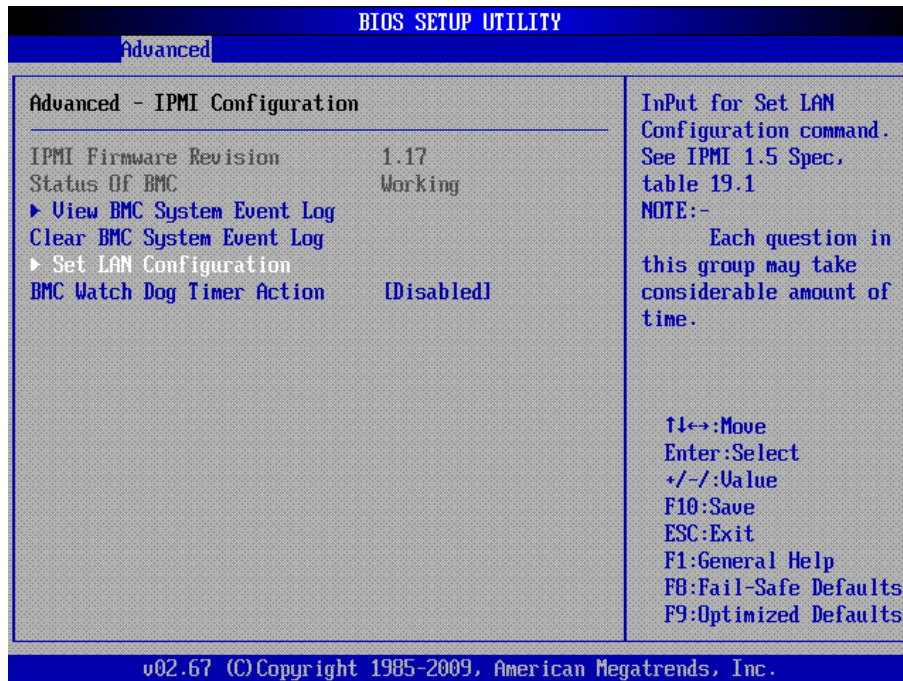 BIOS SETUP UTILITY
Advanced
Advanced - IPMI Configuration
IPMI Firmware Revision 1.17
Status Of BMC Working
▶ View BMC System Event Log
Clear BMC System Event Log
▶ Set LAN Configuration
BMC Watch Dog Timer Action [Disabled]
InPut for Set LAN
Configuration command.
See IPMI 1.5 Spec,
table 19.1
NOTE:-
Each question in
this group may take
considerable amount of
time.
↑↓←→:Move
Enter:Select
+/-/:Value
F10:Save
ESC:Exit
F1:General Help
F8:Fail-Safe Defaults
F9:Optimized Defaults
v02.67 (C)Copyright 1985-2009, American Megatrends, Inc.